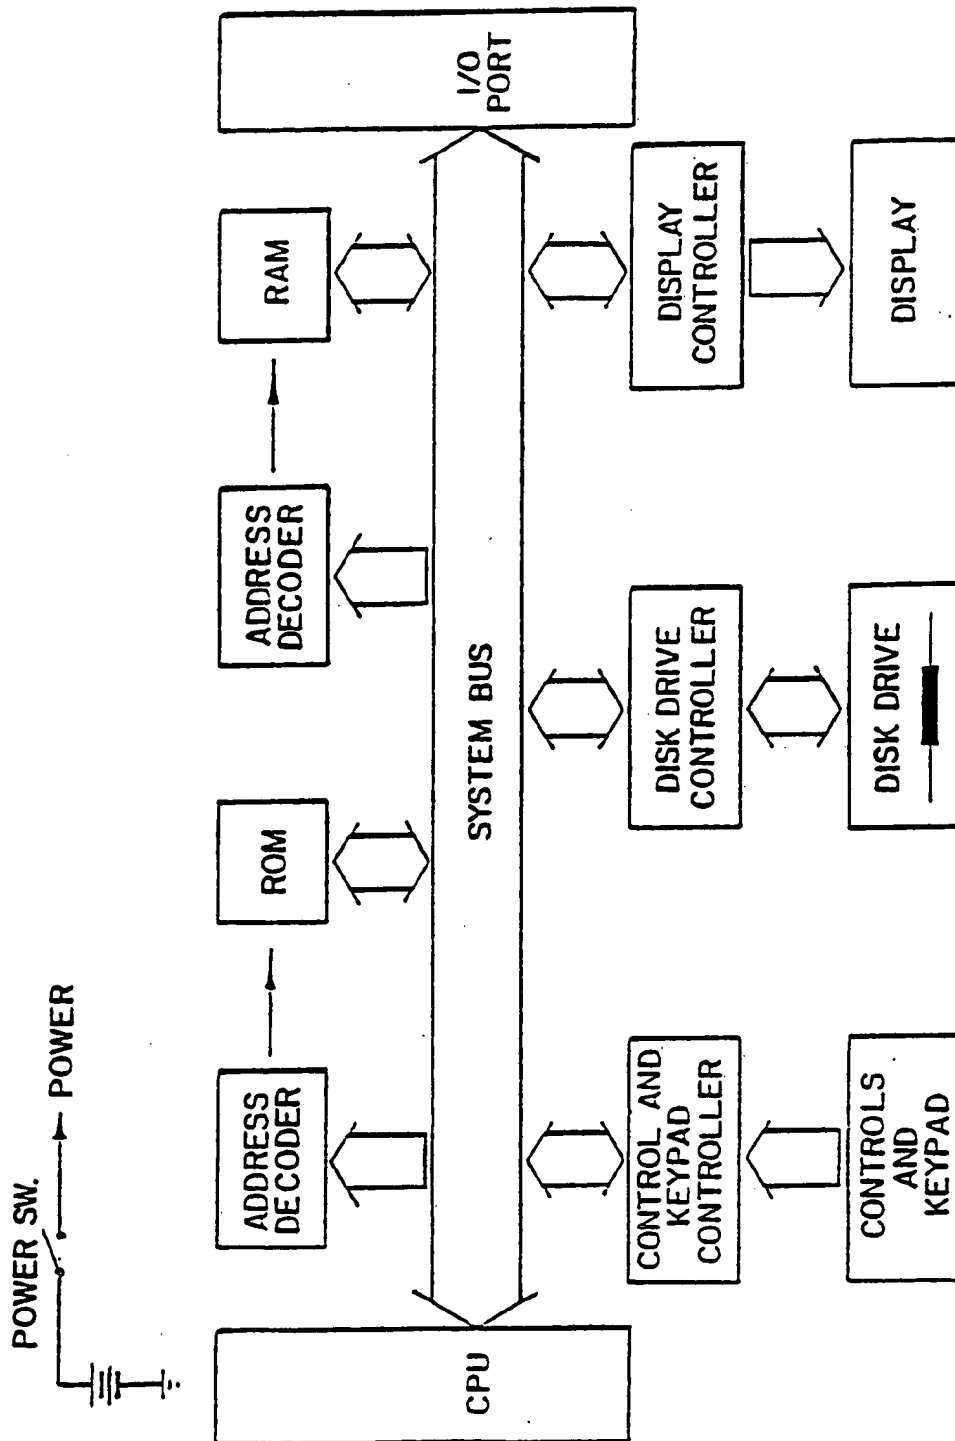 POWER SW.
POWER
ADDRESS
DECODER
ROM
ADDRESS
DECODER
RAM
CPU
SYSTEM BUS
I/O
PORT
CONTROL AND
KEYPAD
CONTROLLER
DISK DRIVE
CONTROLLER
DISPLAY
CONTROLLER
CONTROLS
AND
KEYPAD
DISK DRIVE
DISPLAY